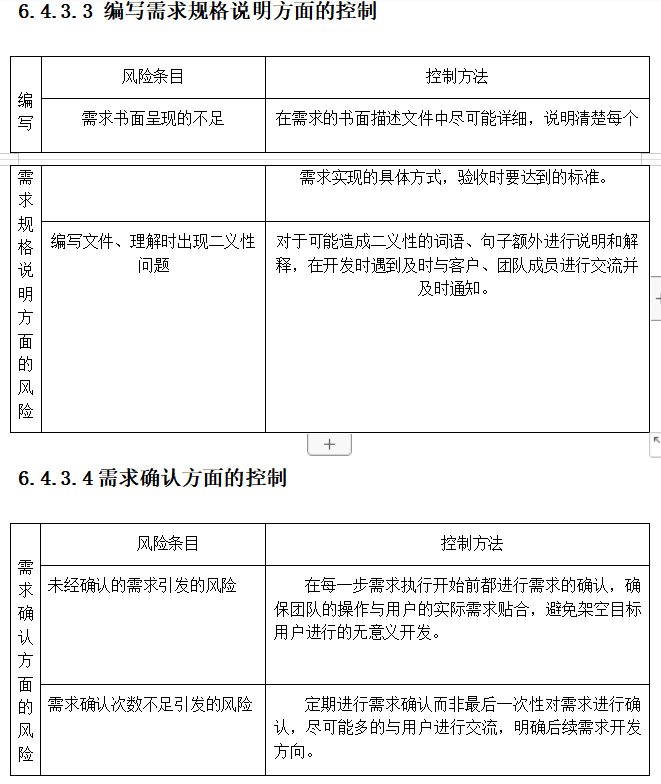 6.4.3.3 编写需求规格说明方面的控制
风险条目
控制方法
编
写
需求书面呈现的不足
在需求的书面描述文件中尽可能详细，说明清楚每个
需
求
规
格
说
明
方
面
的
风
险
需求实现的具体方式，验收时要达到的标准。
编写文件、理解时出现二义性
问题
对于可能造成二义性的词语、句子额外进行说明和解
释，在开发时遇到及时与客户、团队成员进行交流并
及时通知。
6.4.3.4需求确认方面的控制
需
求
确
认
方
面
的
风
险
风险条目
控制方法
未经确认的需求引发的风险
在每一步需求执行开始前都进行需求的确认，确
保团队的操作与用户的实际需求贴合，避免架空目标
用户进行的无意义开发。
需求确认次数不足引发的风险
定期进行需求确认而非最后一次性对需求进行确
认，尽可能多的与用户进行交流，明确后续需求开发
方向。